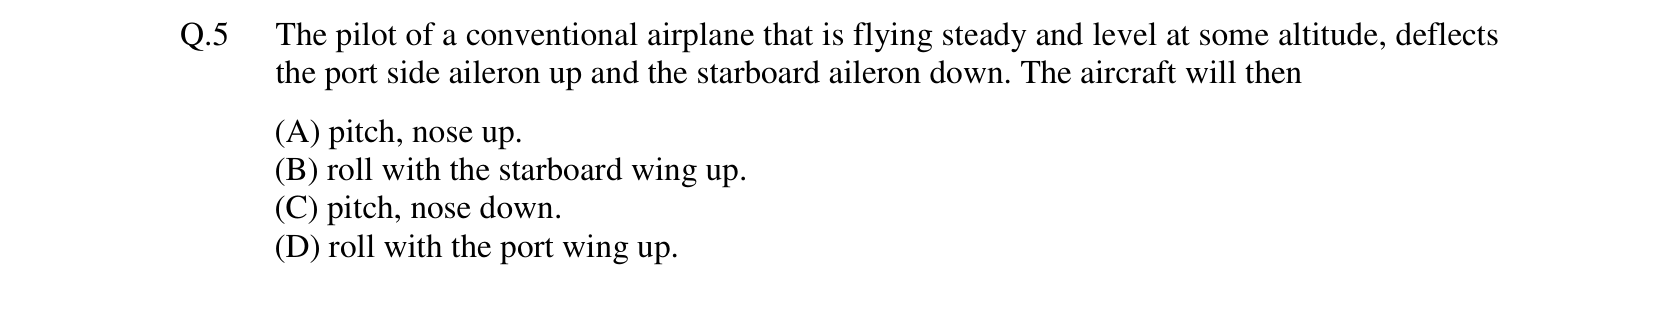 Q.5 The pilot of a conventional airplane that is flying steady and level at some altitude, deflects
the port side aileron up and the starboard aileron down. The aircraft will then
(A) pitch, nose up.
(B) roll with the starboard wing up.
(C) pitch, nose down.
(D) roll with the port wing up.